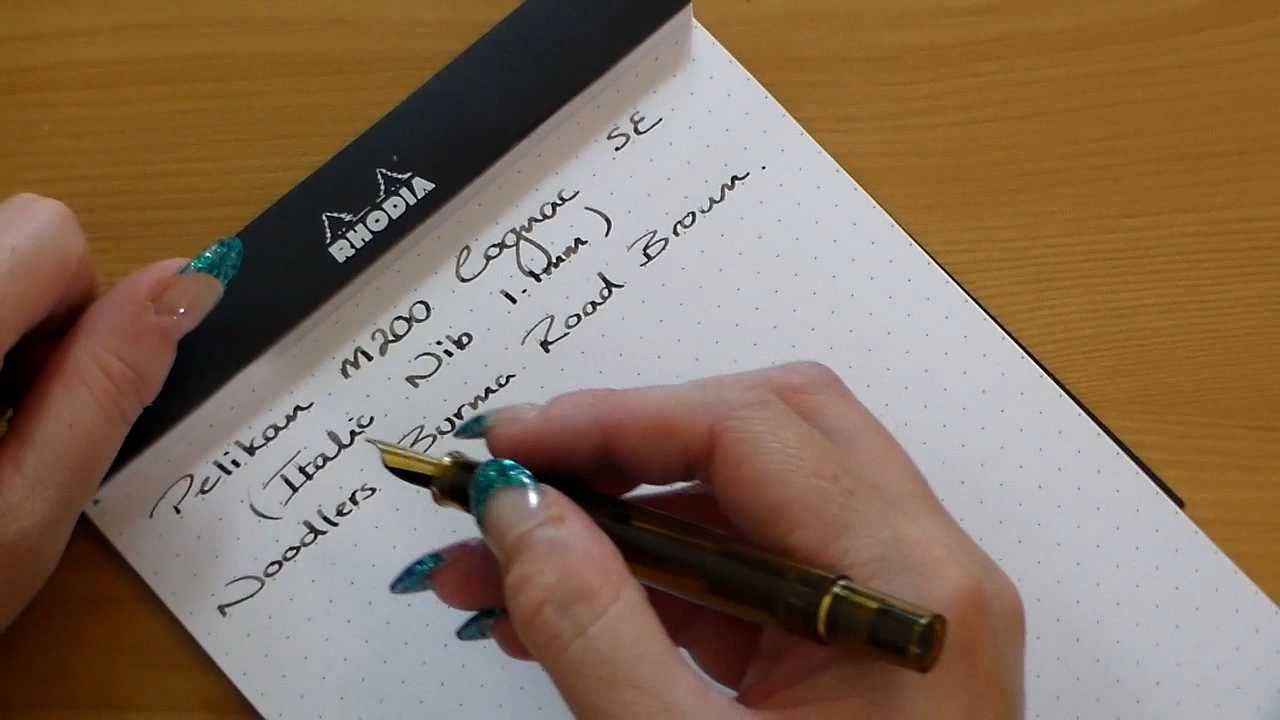 RHODIA
Pelikan M200 Cognac SE
(Italic Nib 1.1mm)
Noodlers Burma Road Brown.